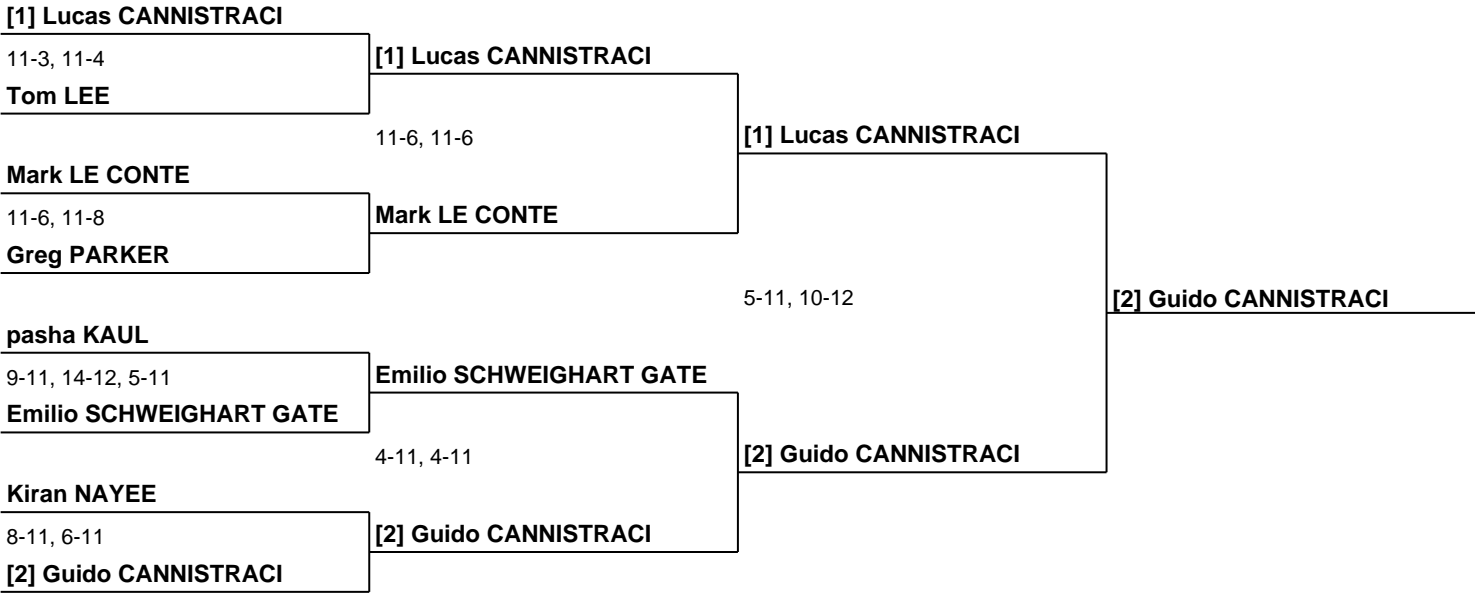 [1] Lucas CANNISTRACI
11-3, 11-4
[1] Lucas CANNISTRACI
Tom LEE
11-6, 11-6
[1] Lucas CANNISTRACI
Mark LE CONTE
11-6, 11-8
Mark LE CONTE
Greg PARKER
5-11, 10-12
[2] Guido CANNISTRACI
pasha KAUL
9-11, 14-12, 5-11
Emilio SCHWEIGHART GATE
Emilio SCHWEIGHART GATE
4-11, 4-11
[2] Guido CANNISTRACI
Kiran NAYEE
8-11, 6-11
[2] Guido CANNISTRACI
[2] Guido CANNISTRACI